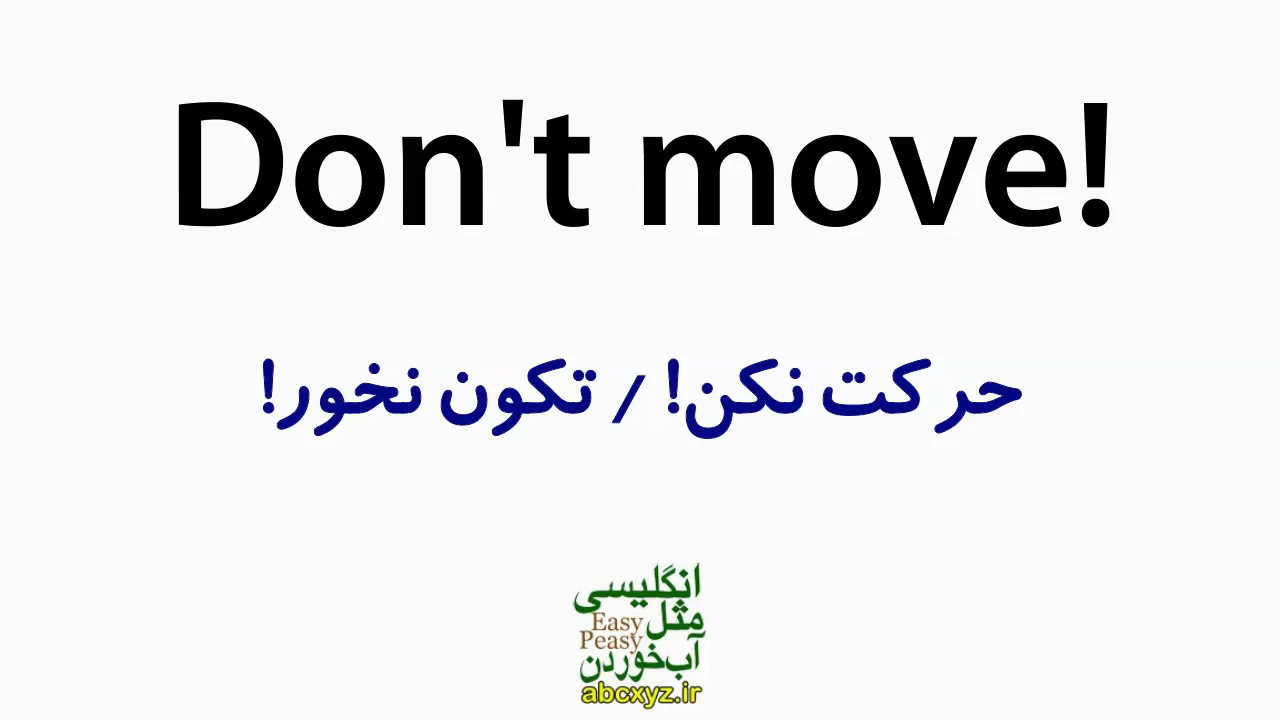 Don't move!
حرکت نکن! / تکون نخور!
انگلیسی
مثل Easy
Peasy
آب‌خوردن
abcxyz.ir